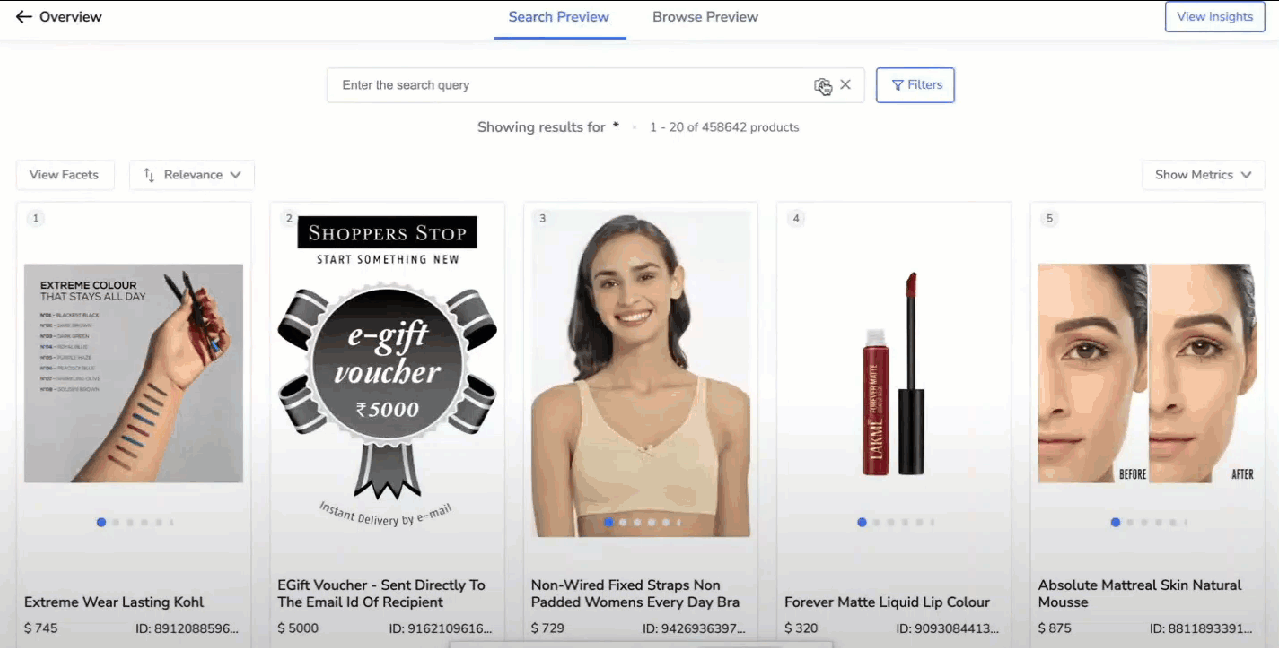 Overview
Search Preview
Browse Preview
View Insights
Enter the search query
Filters
Showing results for * 1 - 20 of 458642 products
View Facets
Relevance
Show Metrics
1
EXTREME COLOUR
THAT STAYS ALL DAY
2
SHOPPERS STOP
START SOMETHING NEW
e-gift
voucher
₹5000
Instant Delivery by e-mail
3
4
LAKMÉ FOREVER MATTE
5
BEFORE
AFTER
Extreme Wear Lasting Kohl
$ 745 ID: 8912088596...
EGift Voucher - Sent Directly To
The Email Id Of Recipient
$ 5000 ID: 9162109616...
Non-Wired Fixed Straps Non
Padded Womens Every Day Bra
$ 729 ID: 9426936397...
Forever Matte Liquid Lip Colour
$ 320 ID: 9093084413...
Absolute Mattreal Skin Natural
Mousse
$ 875 ID: 8811893391...